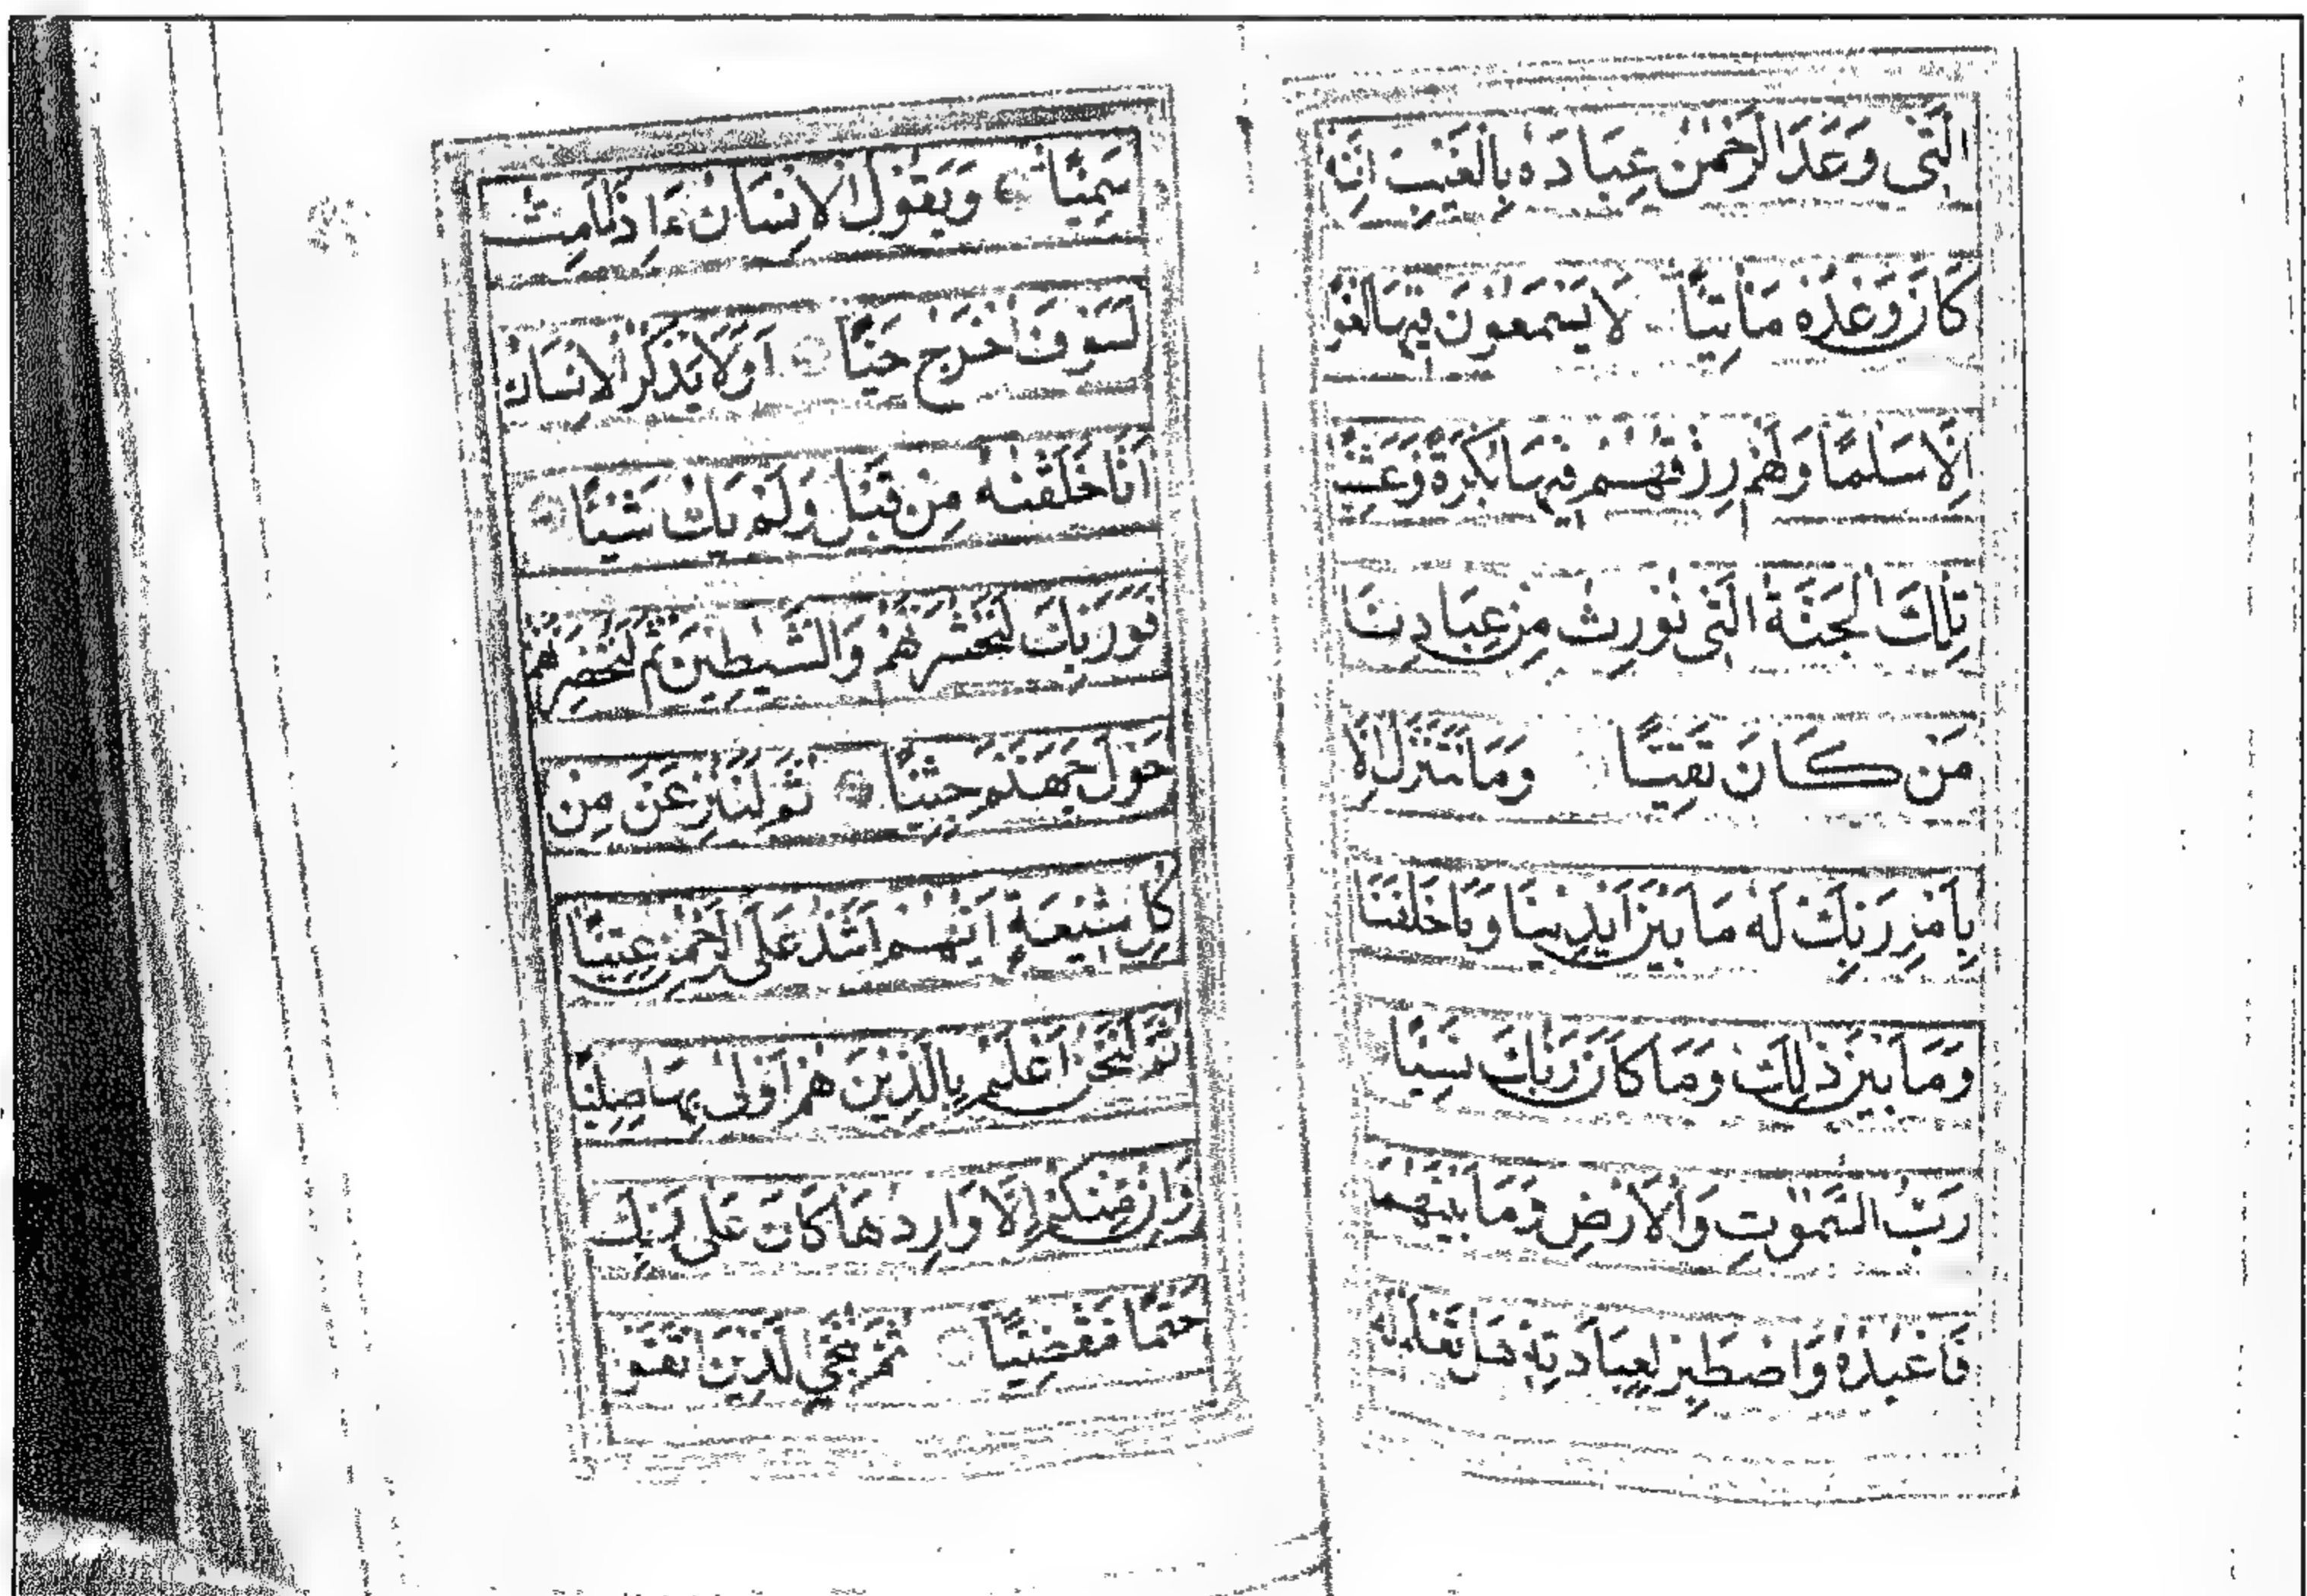 الَّتِى وَعَدَ الرَّحْمٰنُ عِبَادَهُ بِالْغَيْبِ اِنَّهُ
كَانَ وَعْدُهُ مَاْتِيًّا لَا يَسْمَعُونَ فِيهَا لَغْوًا
اِلَّا سَلٰمًا وَلَهُمْ رِزْقُهُمْ فِيهَا بُكْرَةً وَعَشِيًّا
تِلْكَ الْجَنَّةُ الَّتِى نُورِثُ مِنْ عِبَادِنَا
مَنْ كَانَ تَقِيًّا وَمَا نَتَنَزَّلُ اِلَّا
بِاَمْرِ رَبِّكَ لَهُ مَا بَيْنَ اَيْدِينَا وَمَا خَلْفَنَا
وَمَا بَيْنَ ذٰلِكَ وَمَا كَانَ رَبُّكَ نَسِيًّا
رَبُّ السَّمٰوٰتِ وَالْاَرْضِ وَمَا بَيْنَهُمَا
فَاعْبُدْهُ وَاصْطَبِرْ لِعِبَادَتِهِ هَلْ تَعْلَمُ لَهُ
سَمِيًّا وَيَقُولُ الْاِنْسَانُ ءَاِذَا مَا مِتُّ
لَسَوْفَ اُخْرَجُ حَيًّا اَوَلَا يَذْكُرُ الْاِنْسَانُ
اَنَّا خَلَقْنٰهُ مِنْ قَبْلُ وَلَمْ يَكُ شَيْئًا
فَوَرَبِّكَ لَنَحْشُرَنَّهُمْ وَالشَّيٰطِينَ ثُمَّ لَنُحْضِرَنَّهُمْ
حَوْلَ جَهَنَّمَ جِثِيًّا ثُمَّ لَنَنْزِعَنَّ مِنْ
كُلِّ شِيعَةٍ اَيُّهُمْ اَشَدُّ عَلَى الرَّحْمٰنِ عِتِيًّا
ثُمَّ لَنَحْنُ اَعْلَمُ بِالَّذِينَ هُمْ اَوْلٰى بِهَا صِلِيًّا
وَاِنْ مِنْكُمْ اِلَّا وَارِدُهَا كَانَ عَلٰى رَبِّكَ
حَتْمًا مَقْضِيًّا ثُمَّ نُنَجِّى الَّذِينَ اتَّقَوْا